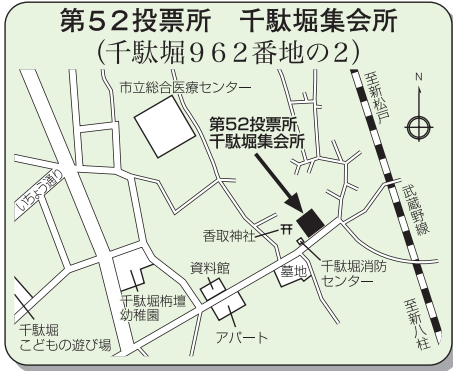 第５２投票所　千駄堀集会所
(千駄堀９６２番地の２)
市立総合医療センター
至新松戸
N
第52投票所
千駄堀集会所
いちょう通り
武蔵野線
香取神社
千駄堀消防
センター
墓地
資料館
千駄堀栴壇
幼稚園
アパート
千駄堀
こどもの遊び場
至新八柱